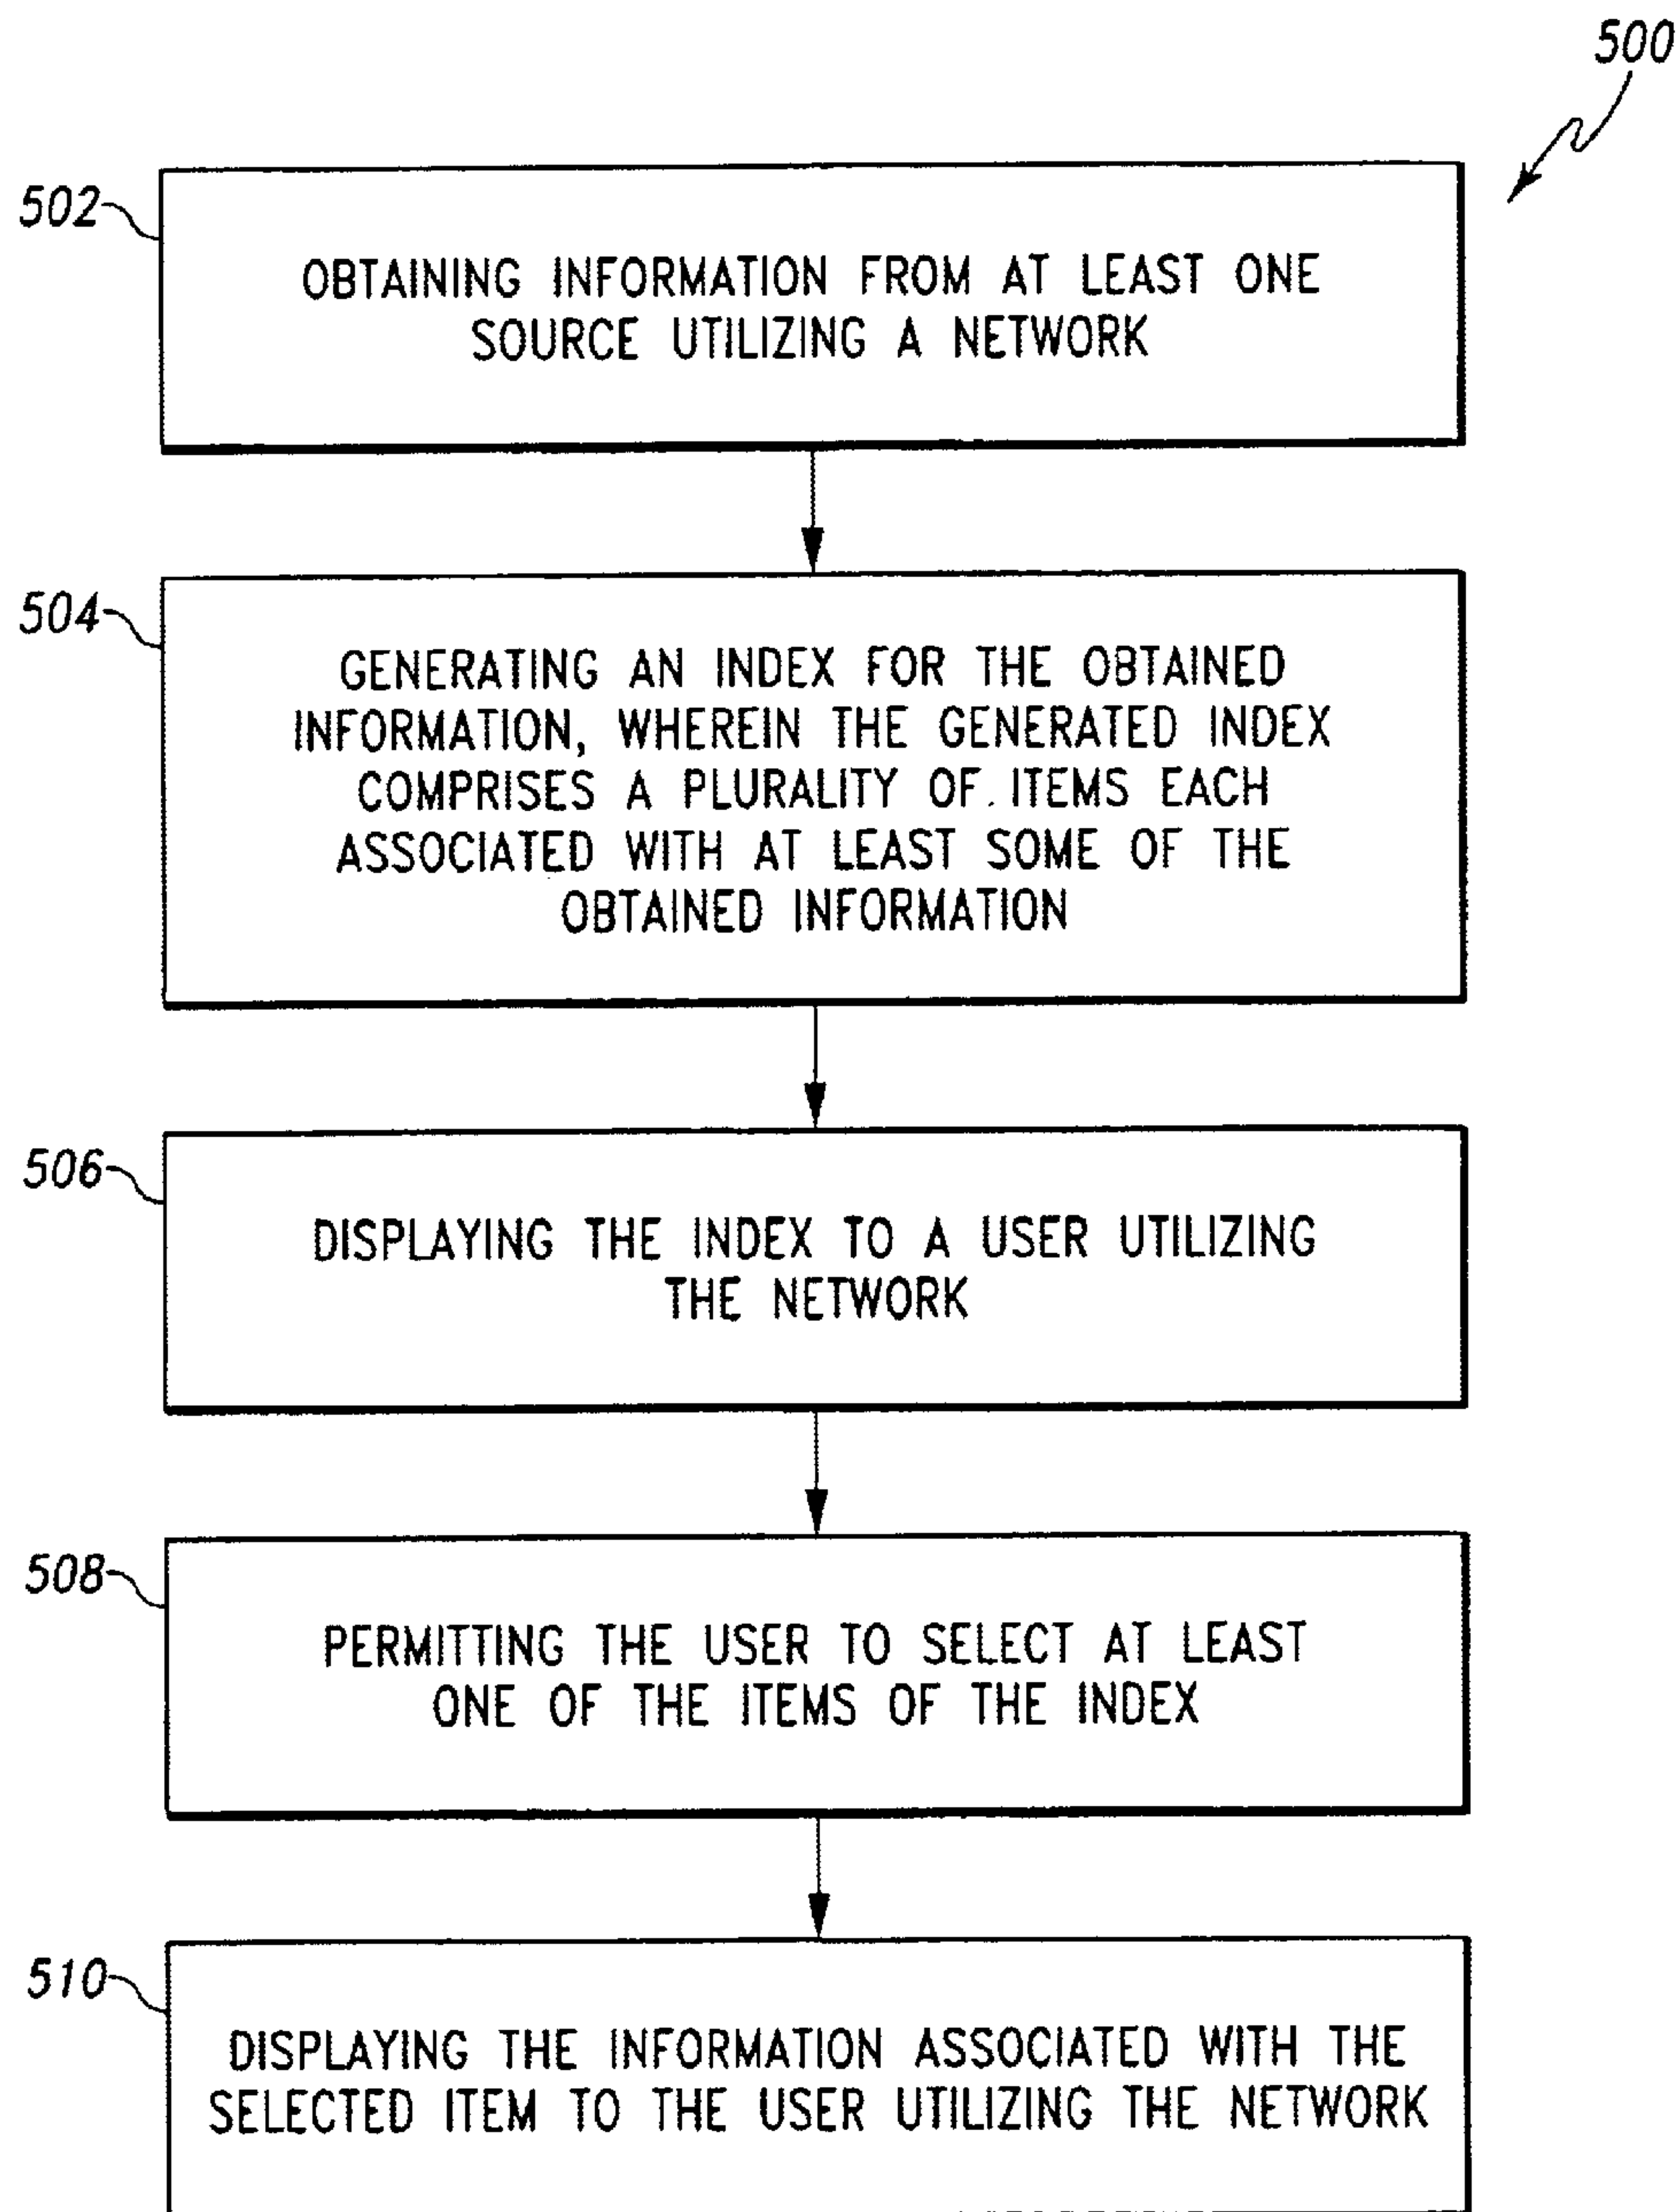 500
502
OBTAINING INFORMATION FROM AT LEAST ONE
SOURCE UTILIZING A NETWORK
504
GENERATING AN INDEX FOR THE OBTAINED
INFORMATION, WHEREIN THE GENERATED INDEX
COMPRISES A PLURALITY OF ITEMS EACH
ASSOCIATED WITH AT LEAST SOME OF THE
OBTAINED INFORMATION
506
DISPLAYING THE INDEX TO A USER UTILIZING
THE NETWORK
508
PERMITTING THE USER TO SELECT AT LEAST
ONE OF THE ITEMS OF THE INDEX
510
DISPLAYING THE INFORMATION ASSOCIATED WITH THE
SELECTED ITEM TO THE USER UTILIZING THE NETWORK